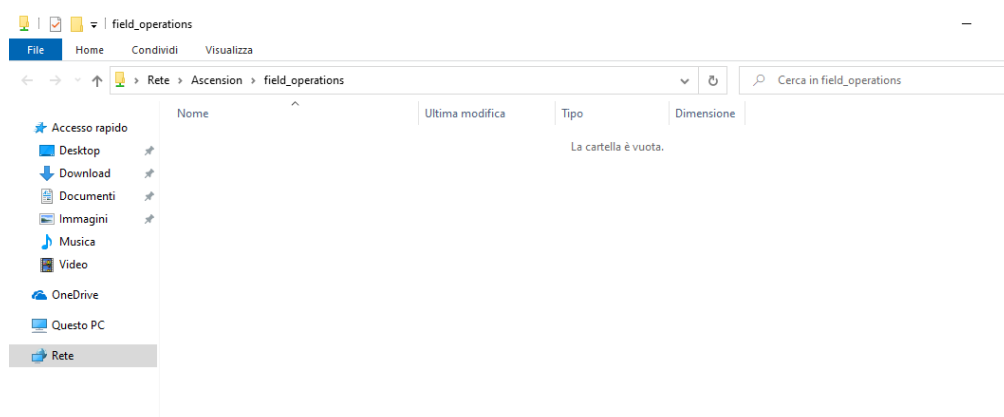 field_operations
File Home Condividi Visualizza
Rete > Ascension > field_operations
Cerca in field_operations
Nome Ultima modifica Tipo Dimensione
La cartella è vuota.
Accesso rapido
Desktop
Download
Documenti
Immagini
Musica
Video
OneDrive
Questo PC
Rete